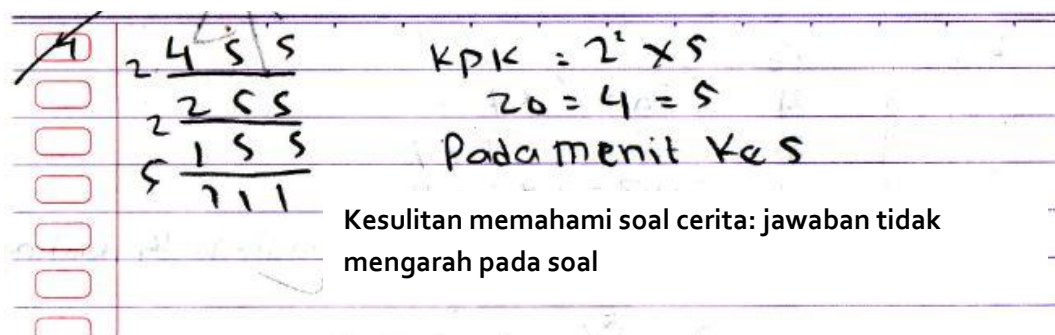 4
2 4 5 5
2 2 5 5
5 1 5 5
1 1 1
KPK : 2² x 5
20 = 4 = 5
Pada menit Ke 5
Kesulitan memahami soal cerita: jawaban tidak
mengarah pada soal